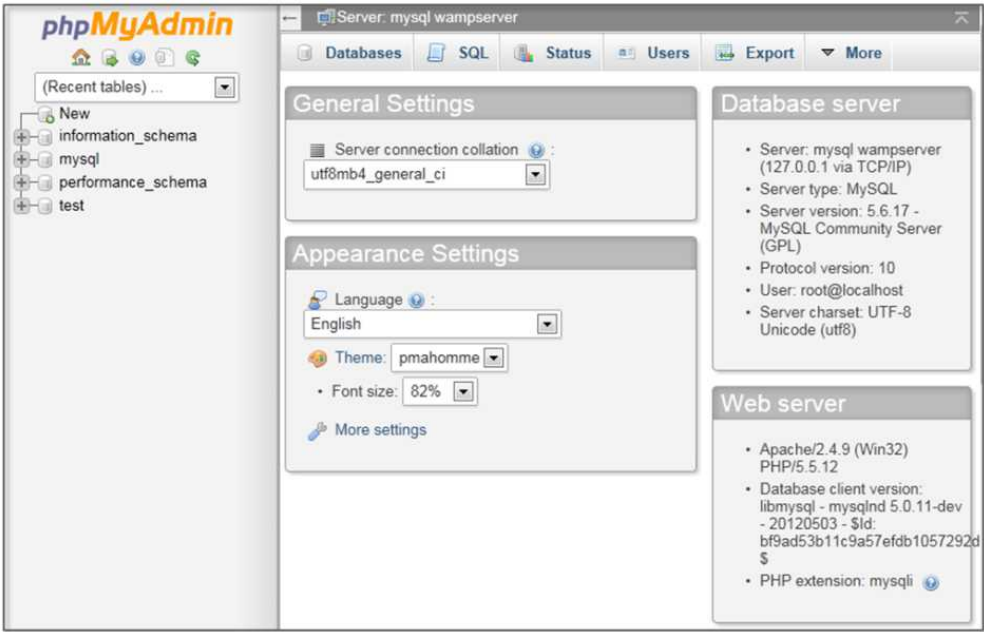 phpMyAdmin
(Recent tables) ...
New
information_schema
mysql
performance_schema
test
Server: mysql wampserver
Databases SQL Status Users Export More
General Settings
Server connection collation :
utf8mb4_general_ci
Appearance Settings
Language :
English
Theme: pmahomme
• Font size: 82%
More settings
Database server
• Server: mysql wampserver
(127.0.0.1 via TCP/IP)
• Server type: MySQL
• Server version: 5.6.17 -
MySQL Community Server
(GPL)
• Protocol version: 10
• User: root@localhost
• Server charset: UTF-8
Unicode (utf8)
Web server
• Apache/2.4.9 (Win32)
PHP/5.5.12
• Database client version:
libmysql - mysqlnd 5.0.11-dev
- 20120503 - $Id:
bf9ad53b11c9a57efdb1057292d
$
• PHP extension: mysqli